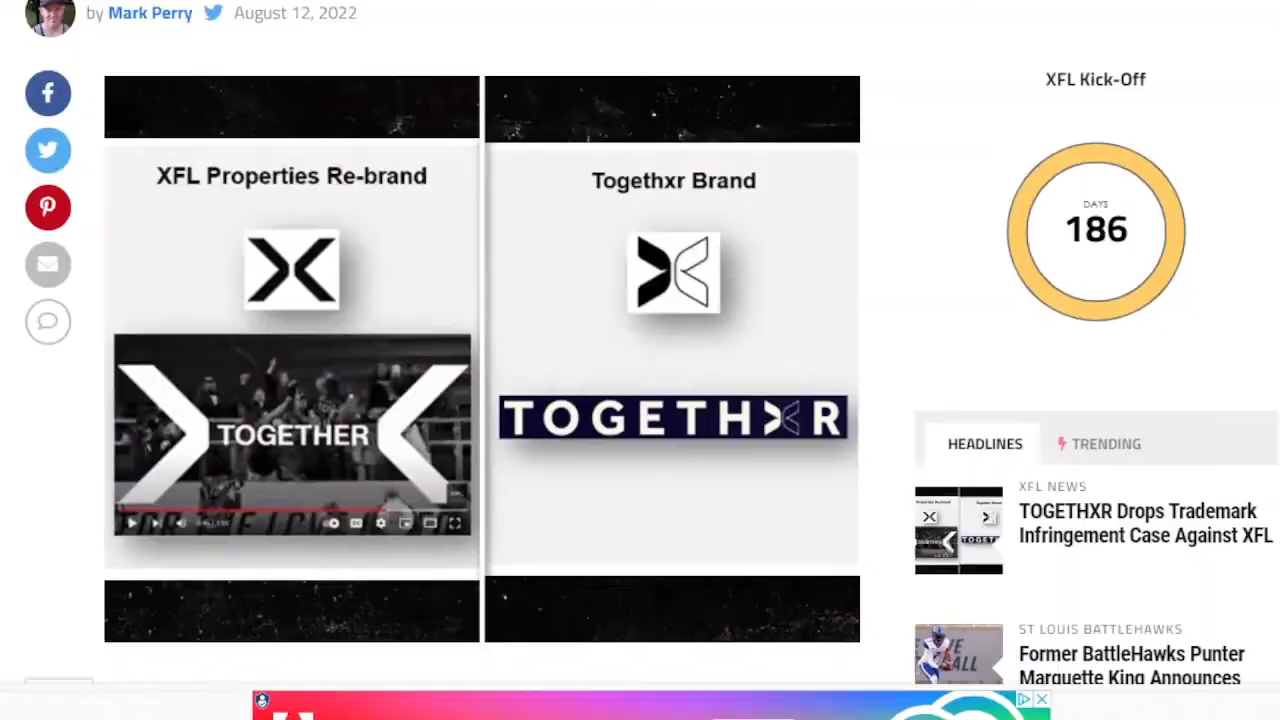 by Mark Perry August 12, 2022
XFL Properties Re-brand
TOGETHER
Togethxr Brand
TOGETHXR
XFL Kick-Off
DAYS
186
HEADLINES
TRENDING
XFL NEWS
TOGETHXR Drops Trademark
Infringement Case Against XFL
ST LOUIS BATTLEHAWKS
Former BattleHawks Punter
Marquette King Announces